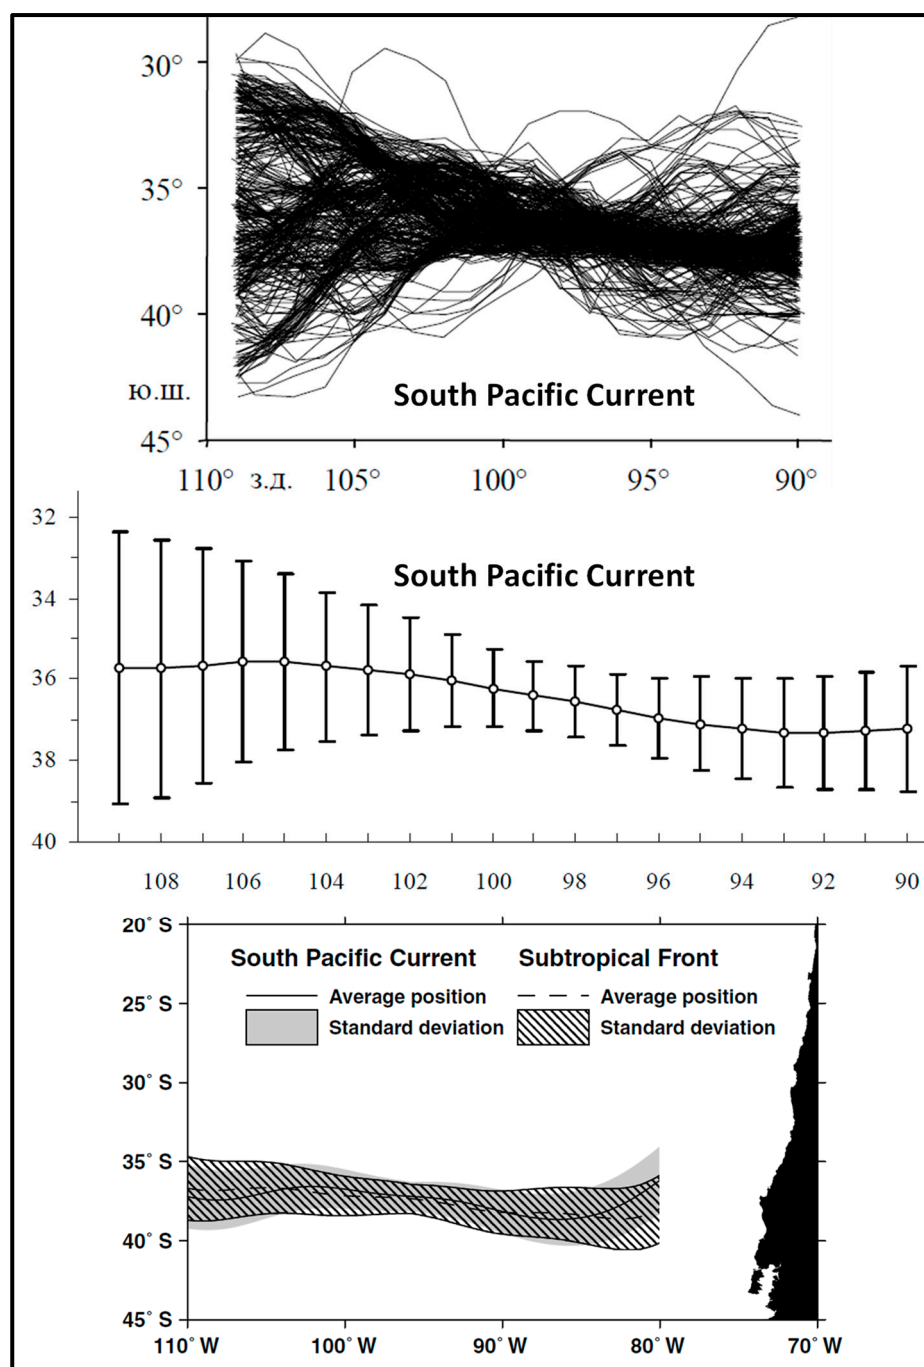 30°
35°
40°
ю.ш.
South Pacific Current
45°
110° з.д. 105° 100° 95° 90°
32
South Pacific Current
34
36
38
40
108 106 104 102 100 98 96 94 92 90
20° S
South Pacific Current Subtropical Front
Average position Average position
25° S
Standard deviation Standard deviation
30° S
35° S
40° S
45° S
110° W 100° W 90° W 80° W 70° W